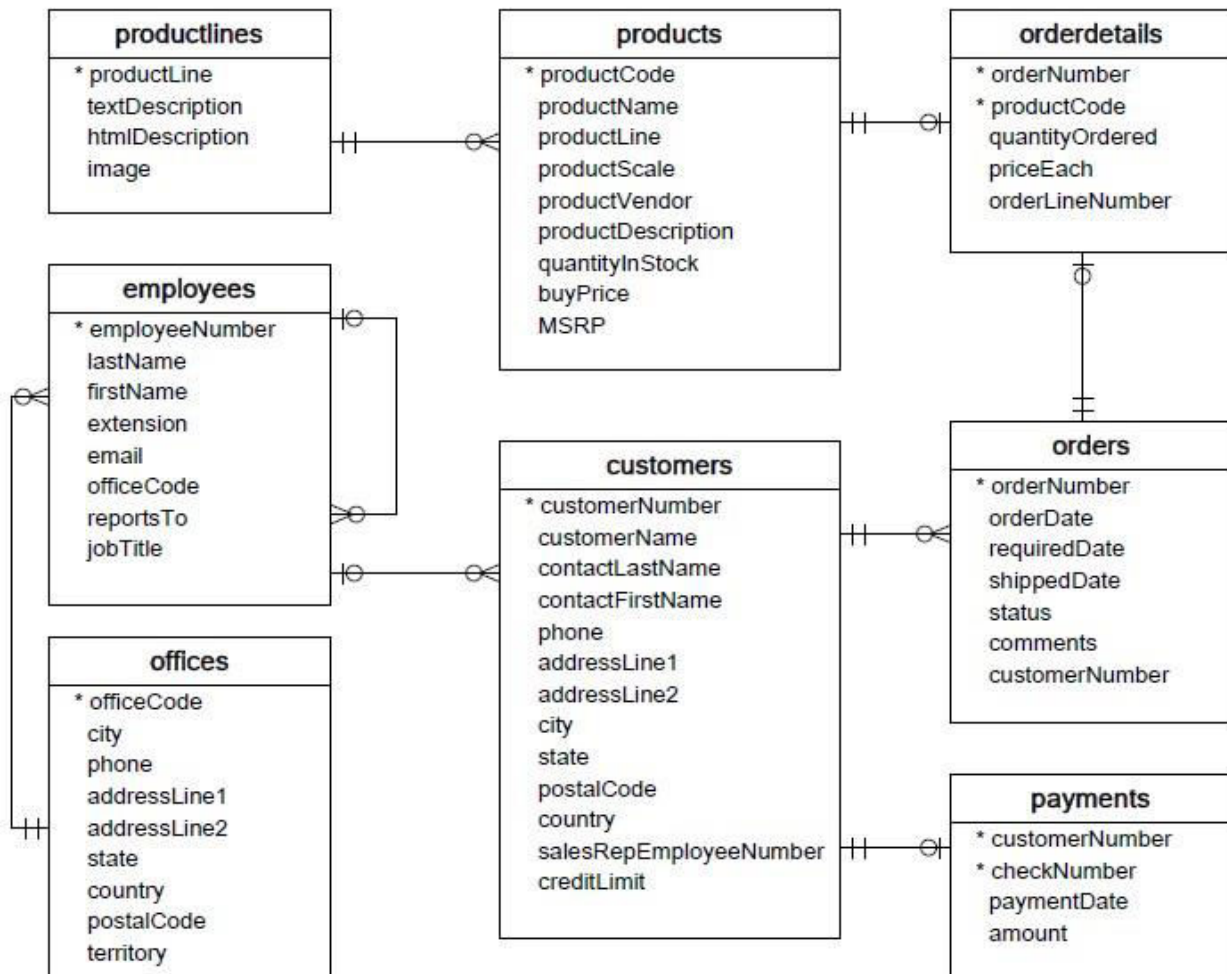 productlines
* productLine
textDescription
htmlDescription
image
products
* productCode
productName
productLine
productScale
productVendor
productDescription
quantityInStock
buyPrice
MSRP
orderdetails
* orderNumber
* productCode
quantityOrdered
priceEach
orderLineNumber
employees
* employeeNumber
lastName
firstName
extension
email
officeCode
reportsTo
jobTitle
customers
* customerNumber
customerName
contactLastName
contactFirstName
phone
addressLine1
addressLine2
city
state
postalCode
country
salesRepEmployeeNumber
creditLimit
orders
* orderNumber
orderDate
requiredDate
shippedDate
status
comments
customerNumber
offices
* officeCode
city
phone
addressLine1
addressLine2
state
country
postalCode
territory
payments
* customerNumber
* checkNumber
paymentDate
amount